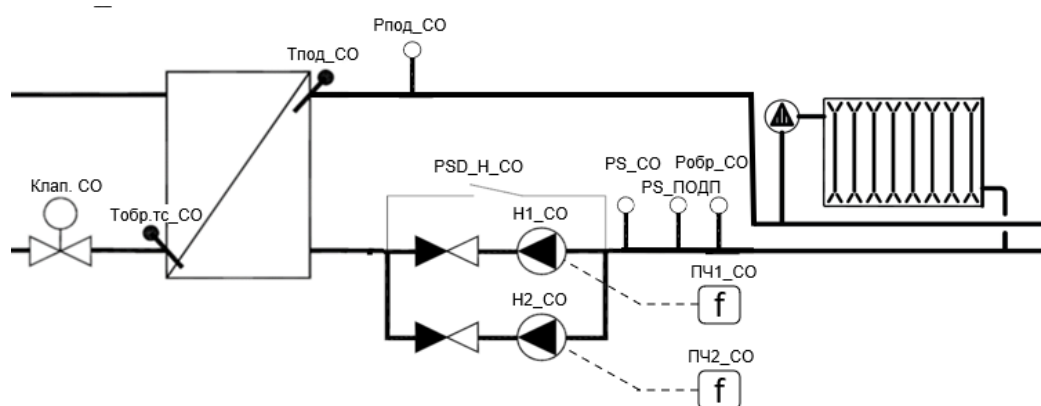 Рпод_СО
Тпод_СО
PSD_H_CO
PS_CO
Робр_СО
PS_ПОДП
Клап. СО
Тобр.тс_СО
Н1_СО
ПЧ1_СО
f
Н2_СО
ПЧ2_СО
f